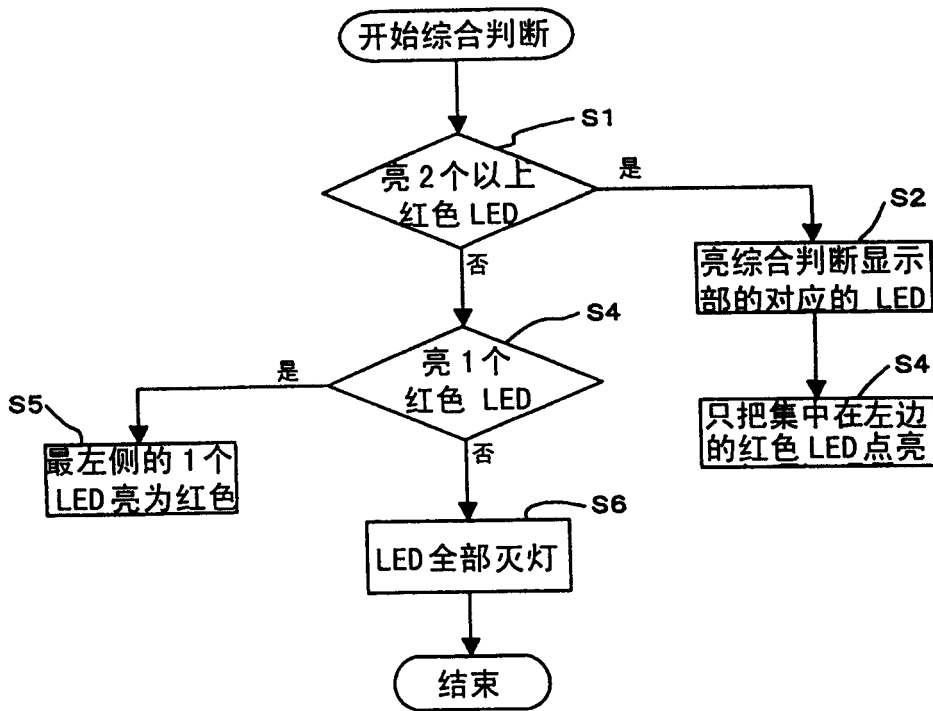 开始综合判断
S1
亮2个以上
红色 LED
是
S2
亮综合判断显示
部的对应的 LED
否
S4
亮1个
红色 LED
是
S4
只把集中在左边
的红色 LED 点亮
S5
最左侧的1个
LED 亮为红色
否
S6
LED 全部灭灯
结束